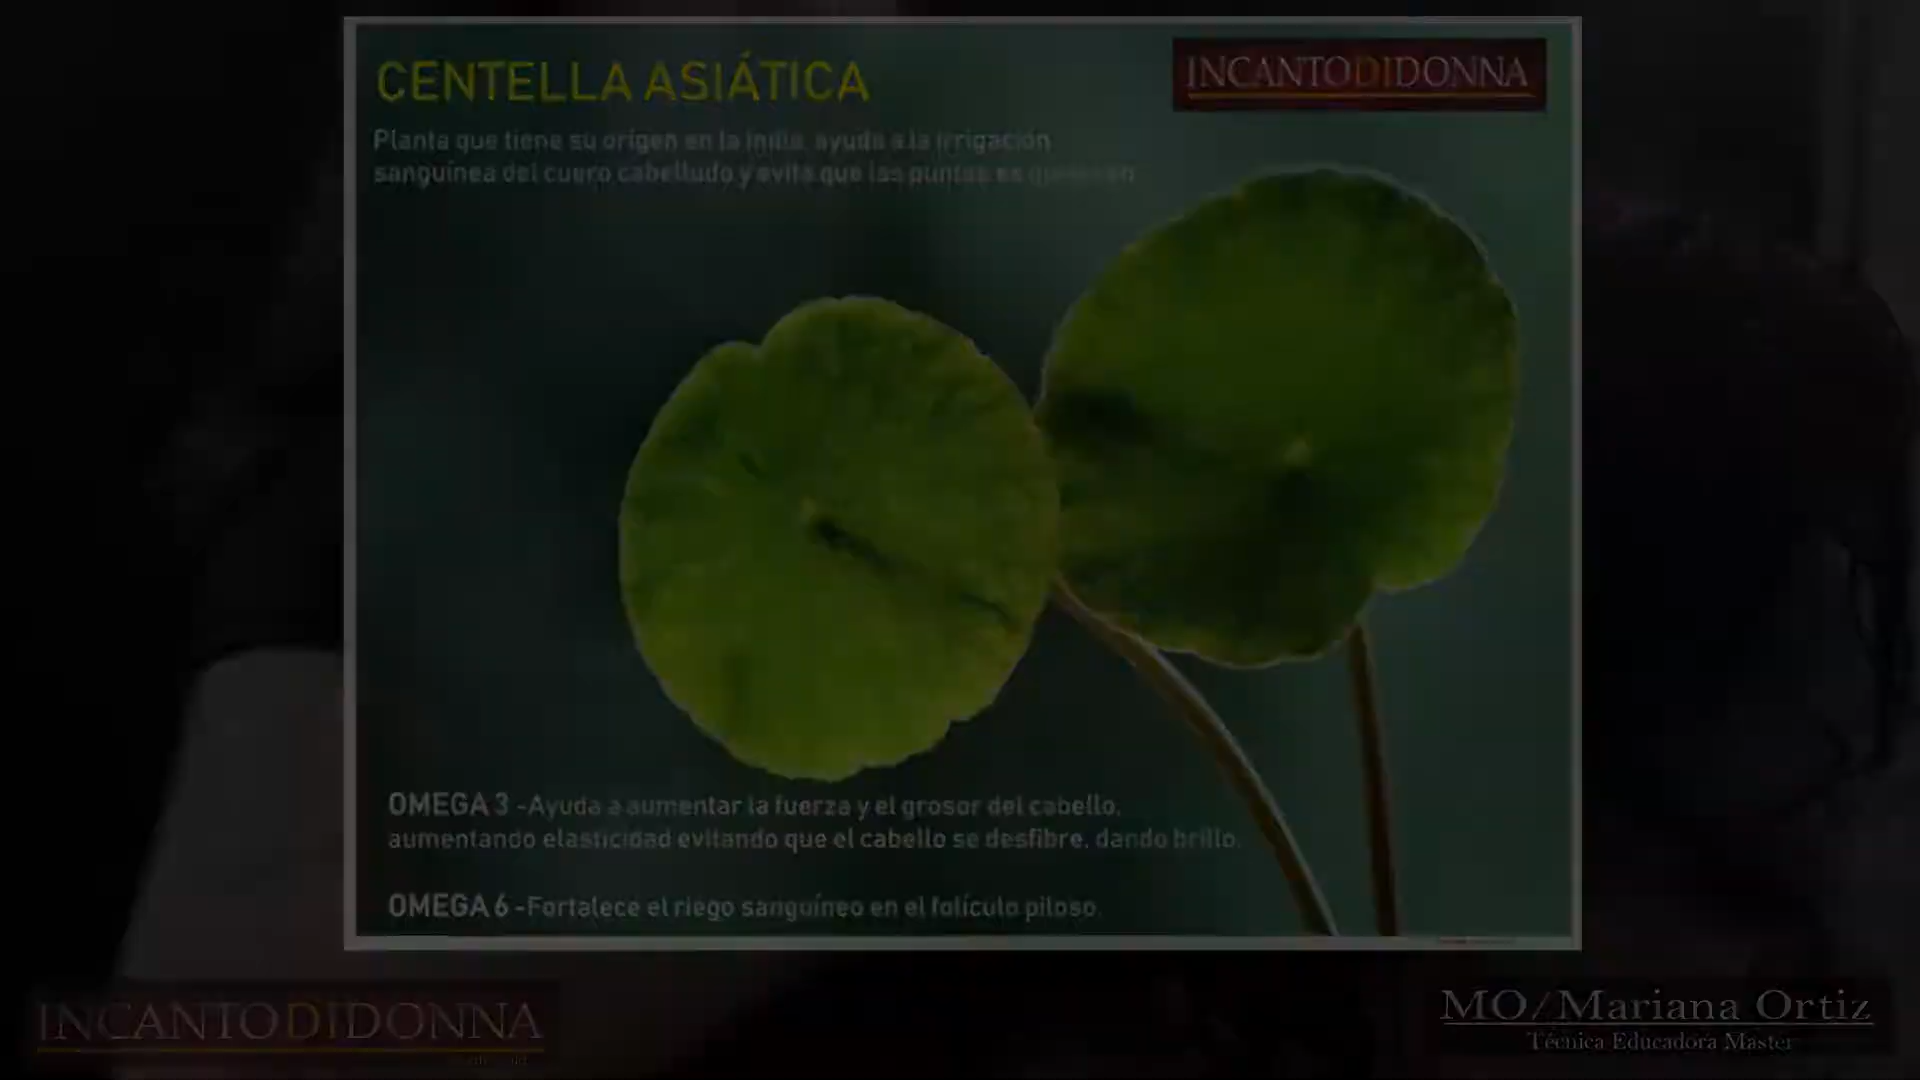 CENTELLA ASIÁTICA
INCANTODIDONNA
Planta que tiene su origen en la India, ayuda a la irrigación
sanguínea del cuero cabelludo y evita que las puntas se
OMEGA 3 -Ayuda a aumentar la fuerza y el grosor del cabello,
aumentando elasticidad evitando que el cabello se desfibre, dando brillo.
OMEGA 6 -Fortalece el riego sanguíneo en el folículo piloso.
INCANTODIDONNA
MO/Mariana Ortiz
Técnica Educadora Master